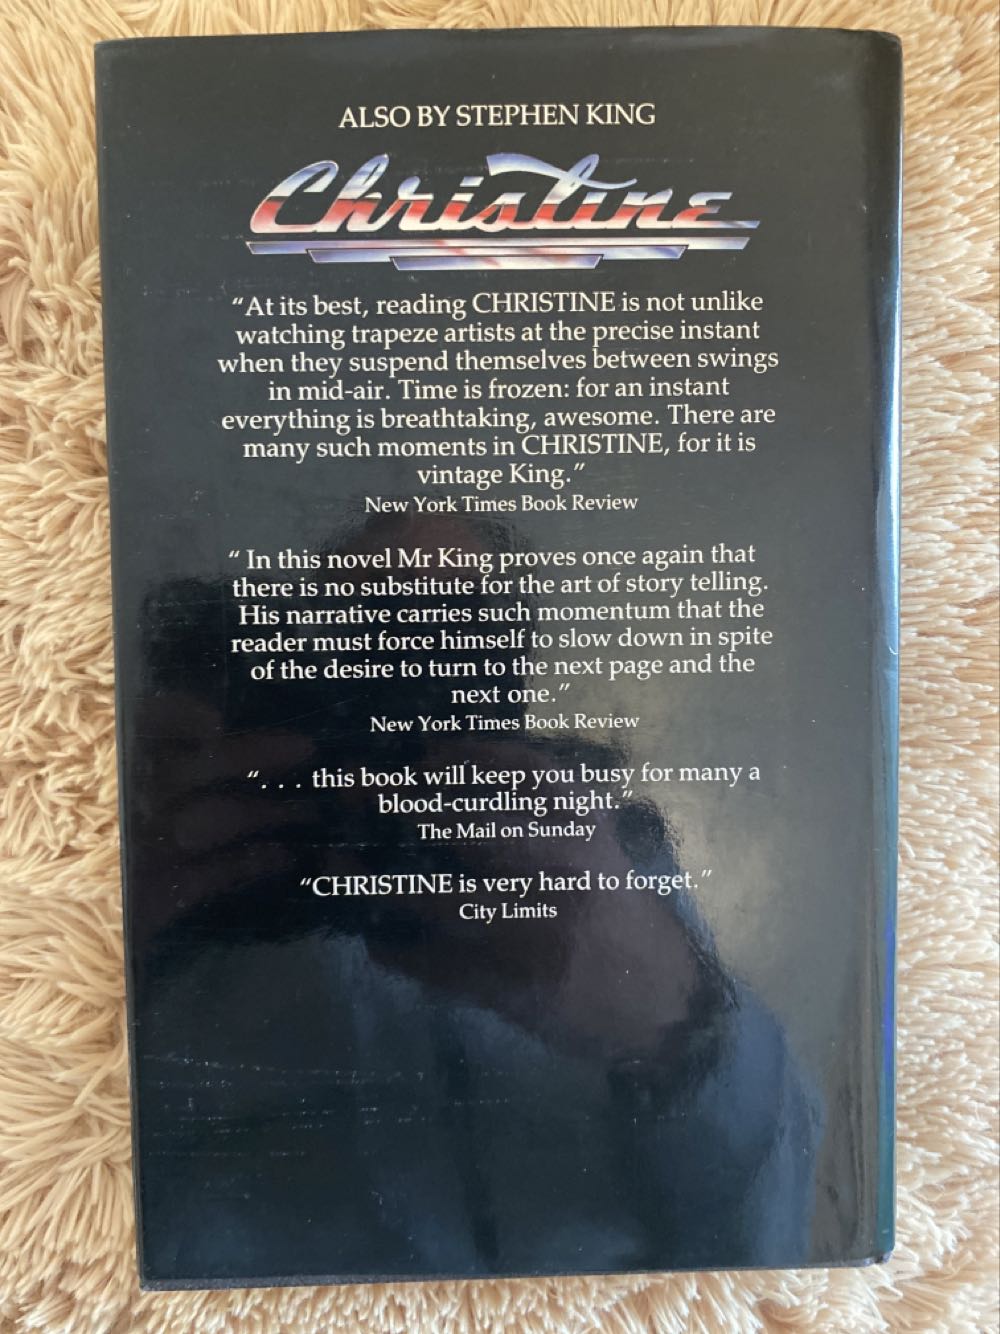 ALSO BY STEPHEN KING
Christine
“At its best, reading CHRISTINE is not unlike
watching trapeze artists at the precise instant
when they suspend themselves between swings
in mid-air. Time is frozen: for an instant
everything is breathtaking, awesome. There are
many such moments in CHRISTINE, for it is
vintage King.”
New York Times Book Review
“ In this novel Mr King proves once again that
there is no substitute for the art of story telling.
His narrative carries such momentum that the
reader must force himself to slow down in spite
of the desire to turn to the next page and the
next one.”
New York Times Book Review
“. . . this book will keep you busy for many a
blood-curdling night.”
The Mail on Sunday
“CHRISTINE is very hard to forget.”
City Limits